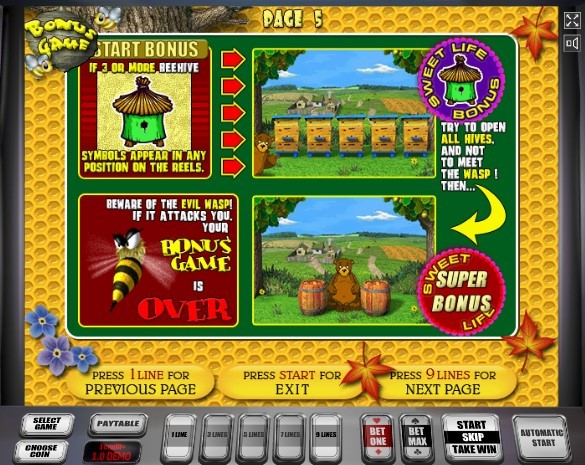 PAGE 5
BONUS GAME
START BONUS
IF 3 OR MORE BEEHIVE
SYMBOLS APPEAR IN ANY
POSITION ON THE REELS.
SWEET LIFE
BONUS
TRY TO OPEN
ALL HIVES,
AND NOT
TO MEET
THE WASP !
THEN...
BEWARE OF THE EVIL WASP!
IF IT ATTACKS YOU,
YOUR
BONUS
GAME
IS
OVER
SWEET
SUPER
BONUS
LIFE
PRESS 1 LINE FOR
PREVIOUS PAGE
PRESS START FOR
EXIT
PRESS 9 LINES FOR
NEXT PAGE
SELECT
GAME
CHOOSE
COIN
PAYTABLE
1.0 DEMO
1 LINE
3 LINES
5 LINES
7 LINES
9 LINES
BET
ONE
BET
MAX
START
SKIP
TAKE WIN
AUTOMATIC
START